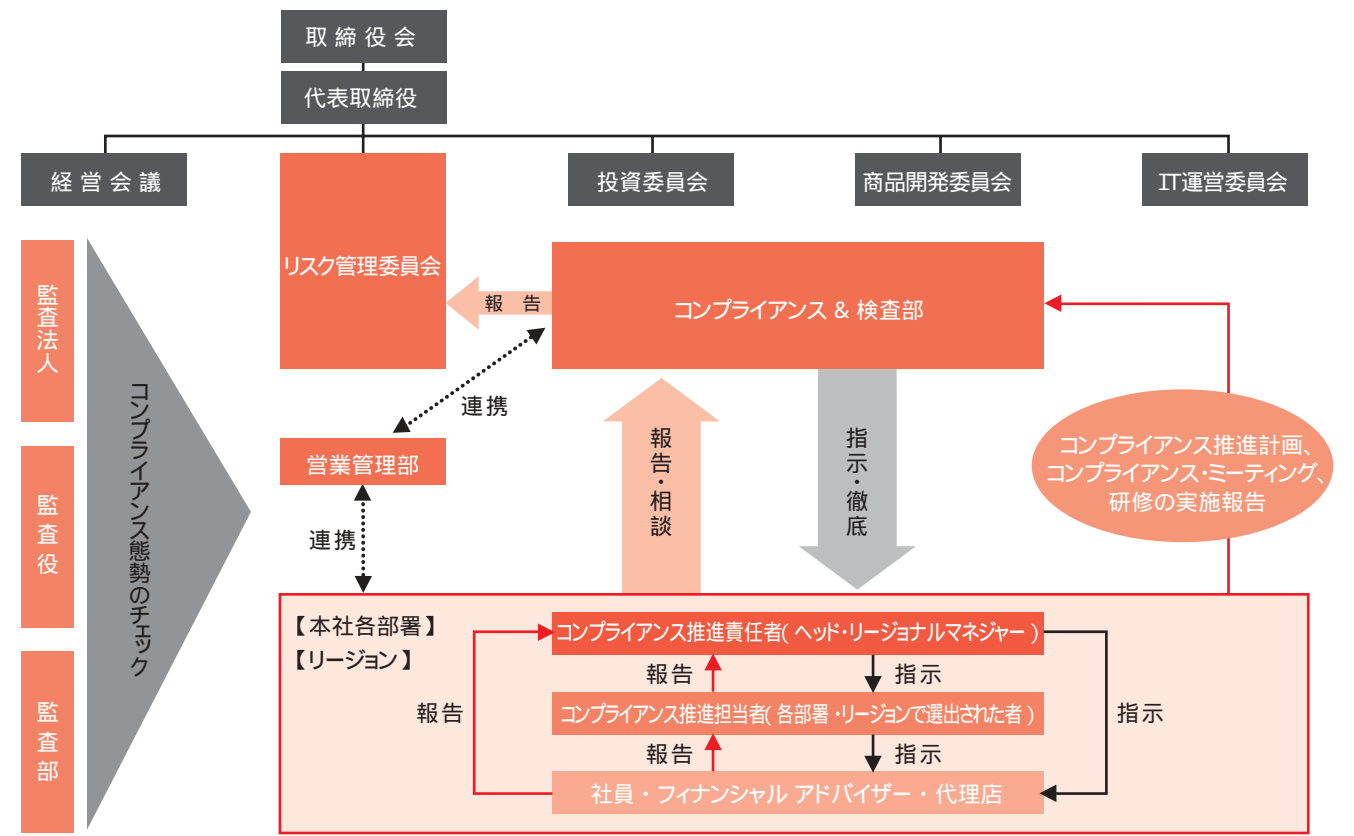 取締役会
代表取締役
経営会議
リスク管理委員会
投資委員会
商品開発委員会
IT運営委員会
監査法人
監査役
監査部
コンプライアンス態勢のチェック
報告
コンプライアンス & 検査部
連携
営業管理部
連携
報告・相談
指示・徹底
コンプライアンス推進計画、
コンプライアンス・ミーティング、
研修の実施報告
【本社各部署】
【リージョン】
コンプライアンス推進責任者(ヘッド・リージョナルマネジャー)
報告
指示
報告
コンプライアンス推進担当者(各部署・リージョンで選出された者)
指示
報告
指示
社員・フィナンシャル アドバイザー・代理店